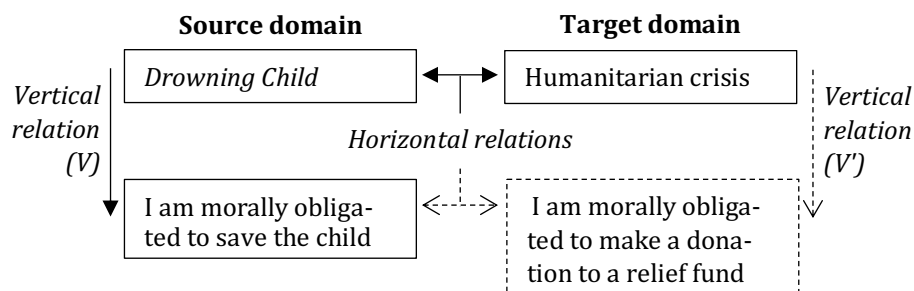 Source domain
Target domain
Drowning Child
Humanitarian crisis
Vertical
relation
(V)
Horizontal relations
Vertical
relation
(V')
I am morally obliga-
ted to save the child
I am morally obliga-
ted to make a dona-
tion to a relief fund